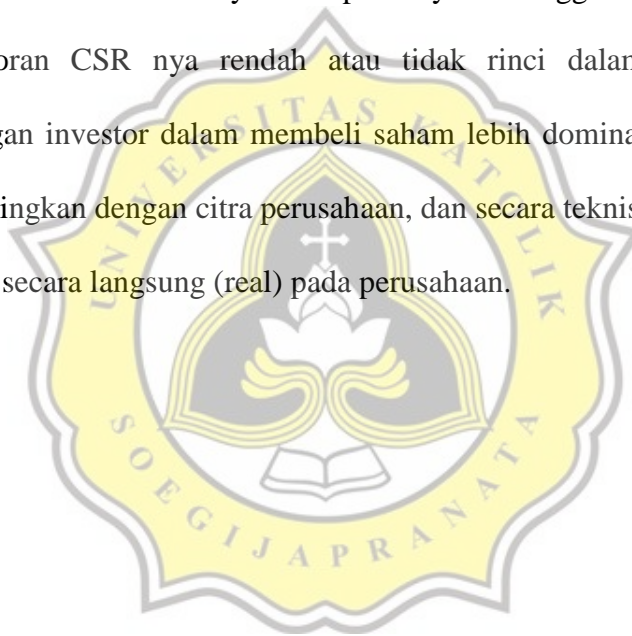 oran CSR nya rendah atau tidak rinci dalam
gan investor dalam membeli saham lebih domina
ingkan dengan citra perusahaan, dan secara teknis
secara langsung (real) pada perusahaan.
UNIVERSITAS KATOLIK
SOEGIJAPRANATA